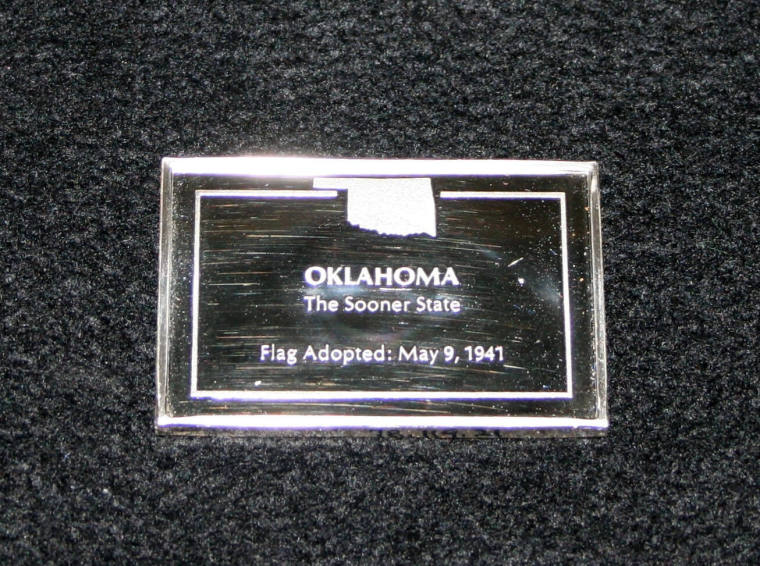 OKLAHOMA
The Sooner State
Flag Adopted: May 9, 1941